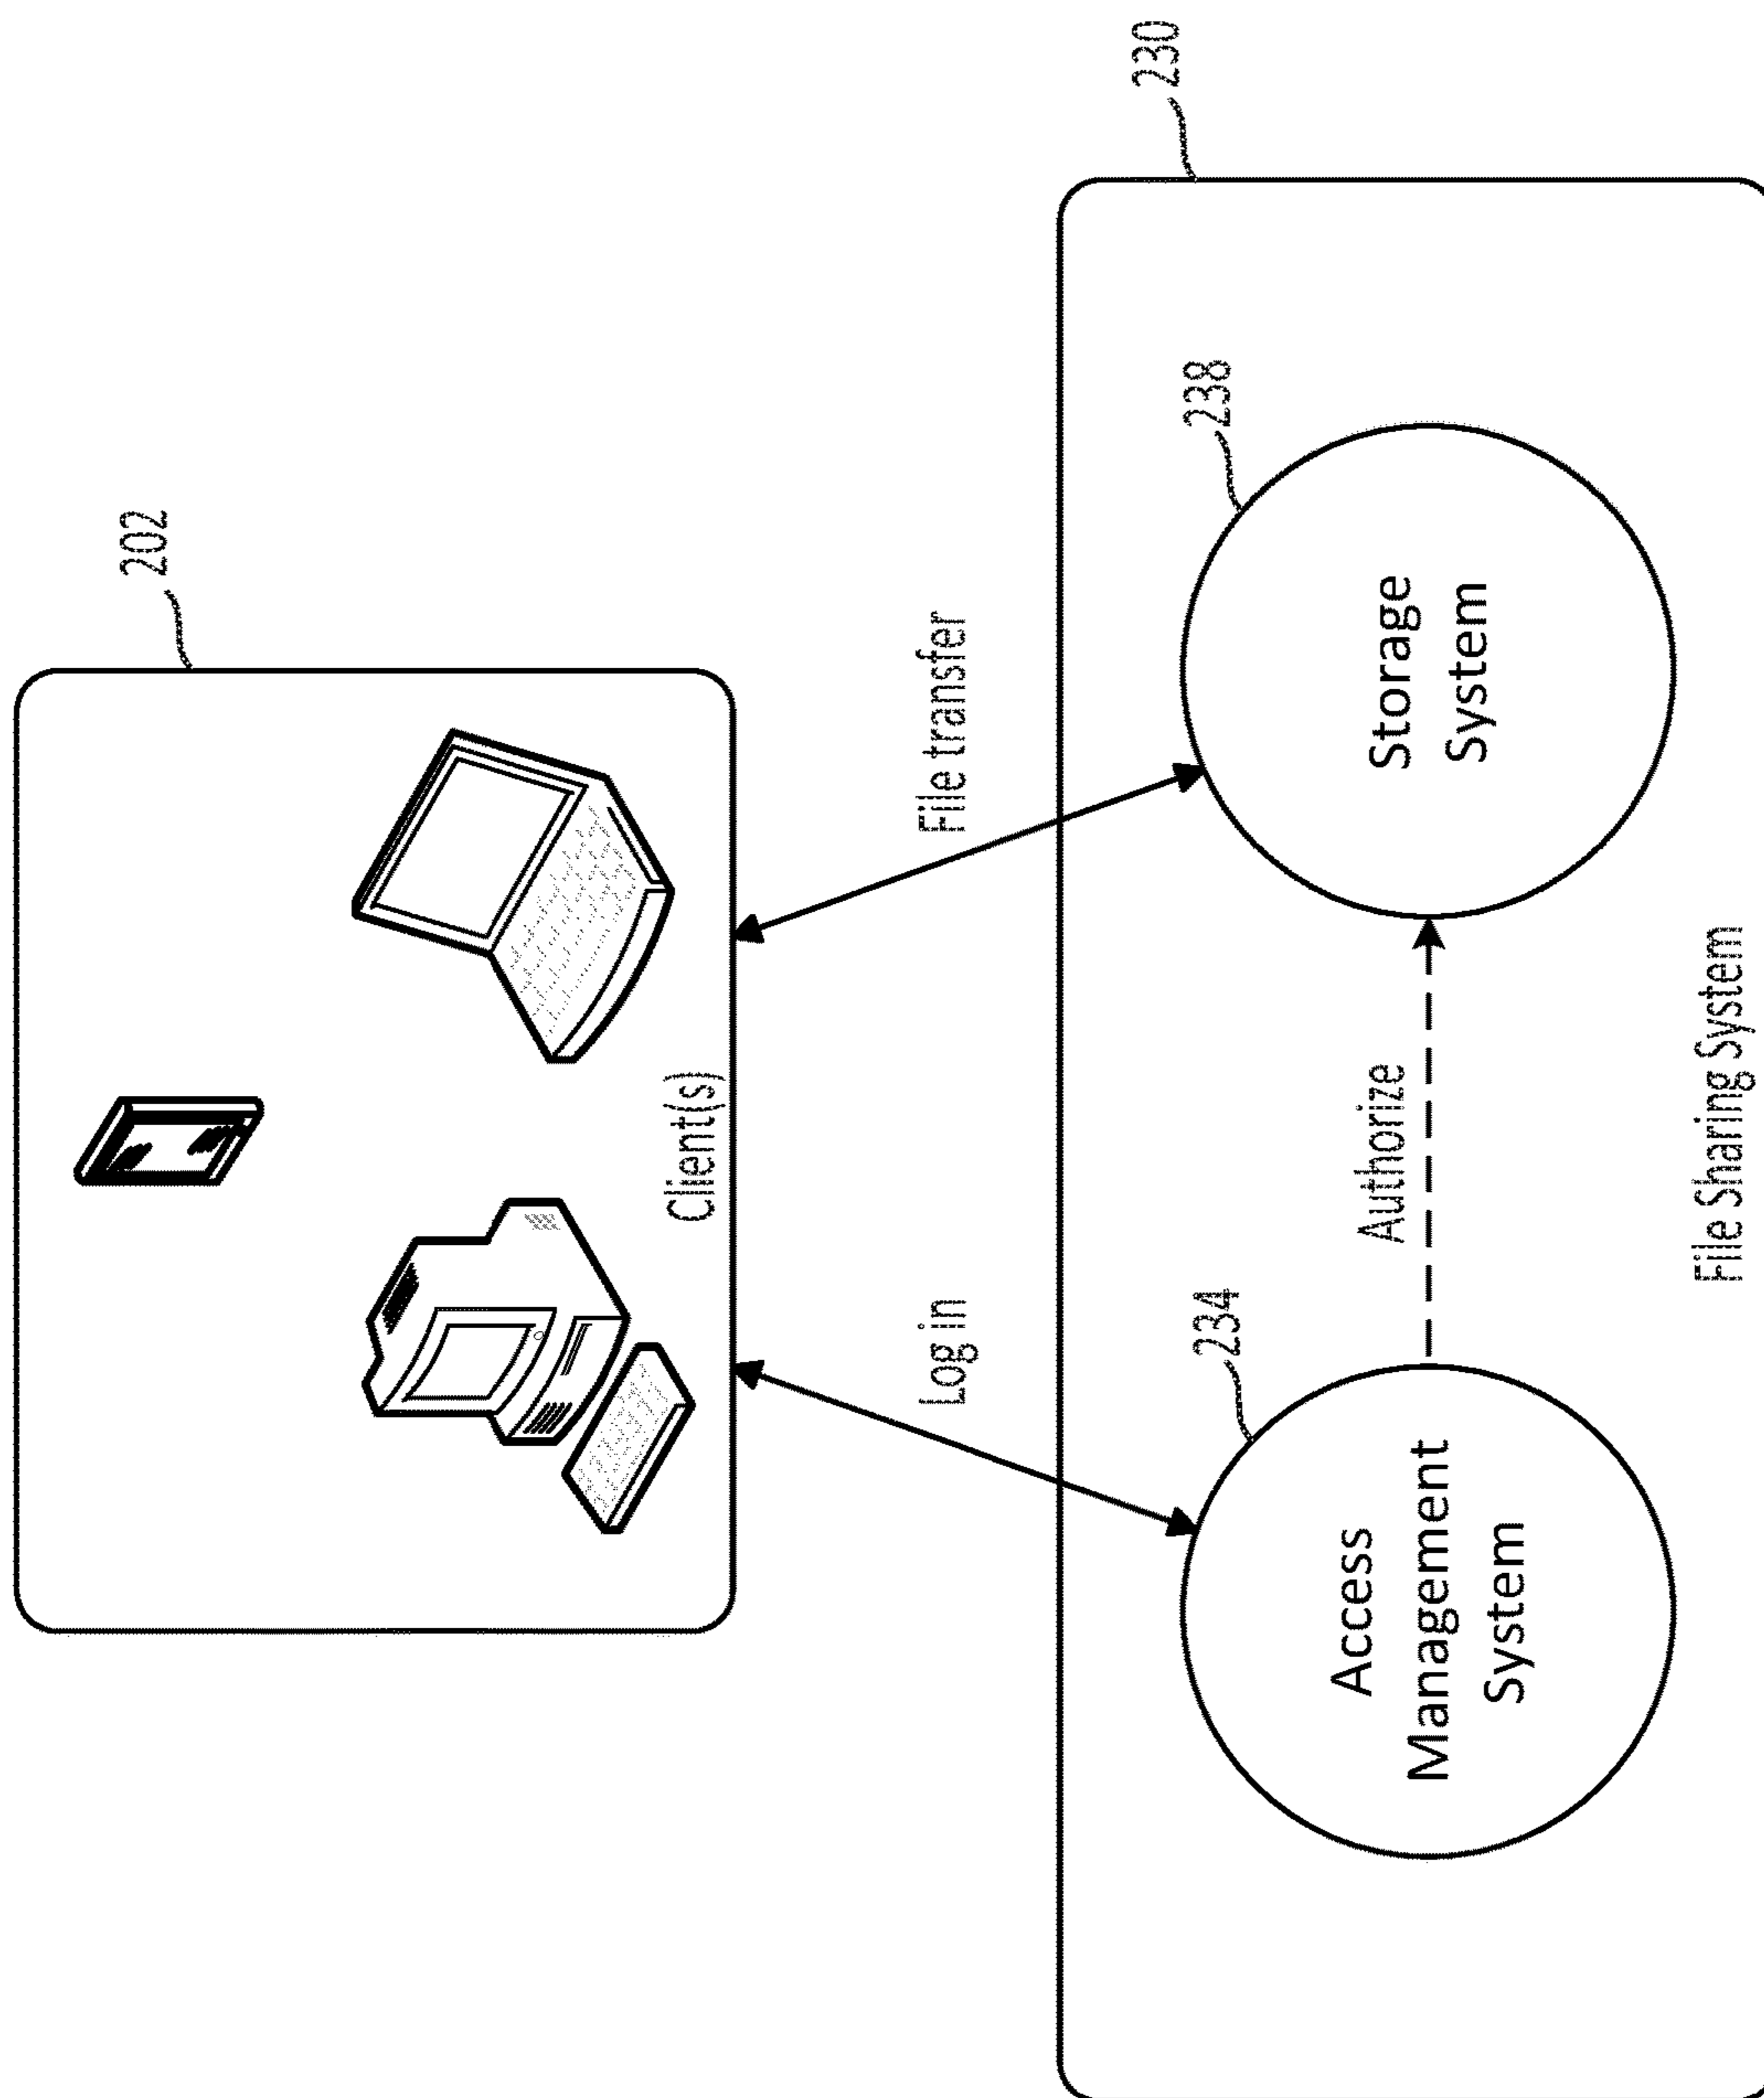 202
Client(s)
Log in
File transfer
230
234
238
Access
Management
System
Authorize
Storage
System
File Sharing System